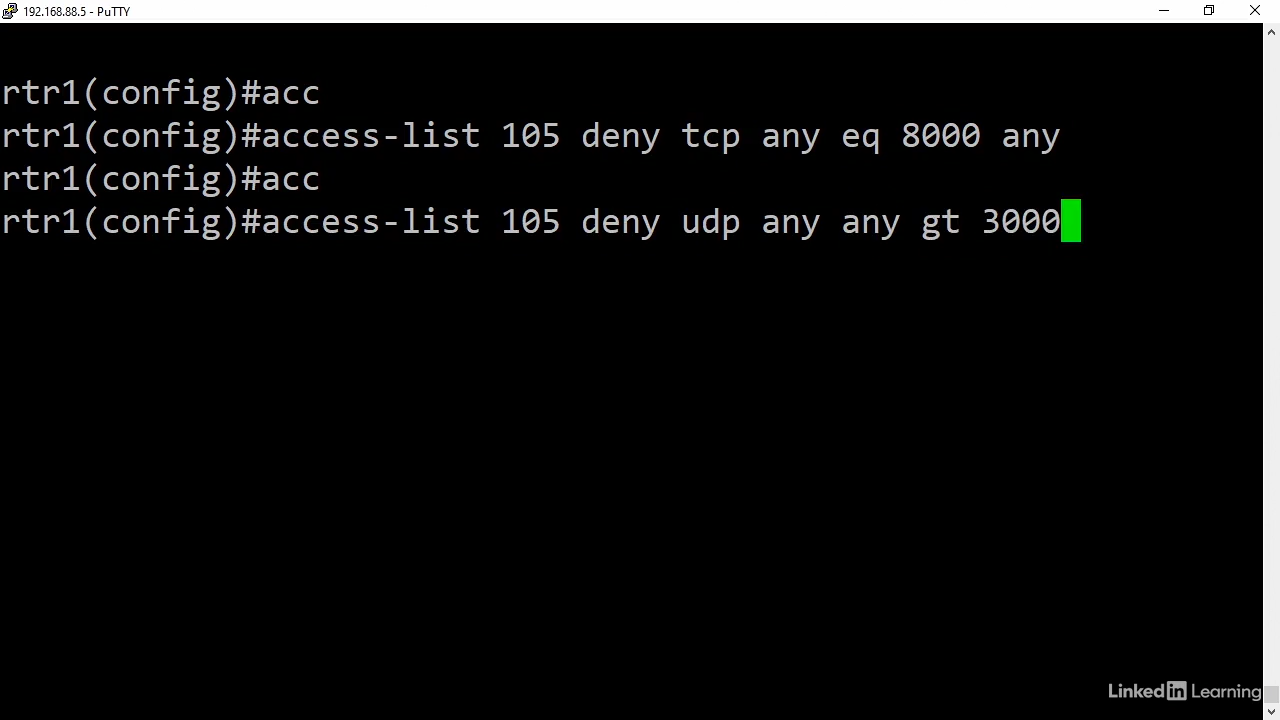 192.168.88.5 - PuTTY
rtr1(config)#acc
rtr1(config)#access-list 105 deny tcp any eq 8000 any
rtr1(config)#acc
rtr1(config)#access-list 105 deny udp any any gt 3000
Linked in Learning